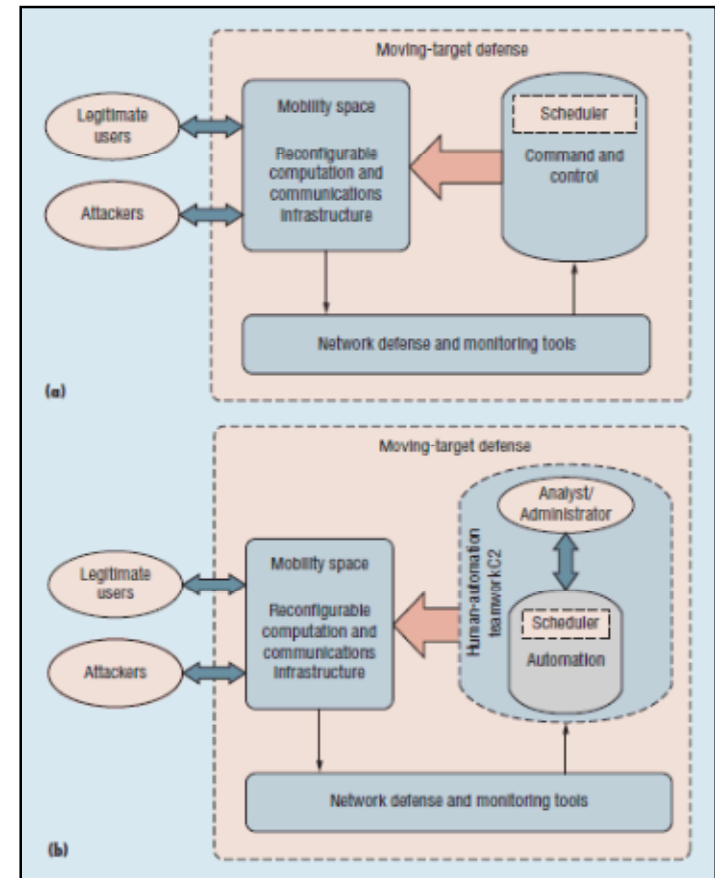 Moving-target defense
Legitimate
users
Attackers
Mobility space
Reconfigurable
computation and
communications
Infrastructure
Scheduler
Command and
control
Network defense and monitoring tools
(a)
Moving-target defense
Legitimate
users
Attackers
Mobility space
Reconfigurable
computation and
communications
Infrastructure
Human-automation
teamworkC2
Analyst/
Administrator
Scheduler
Automation
Network defense and monitoring tools
(b)